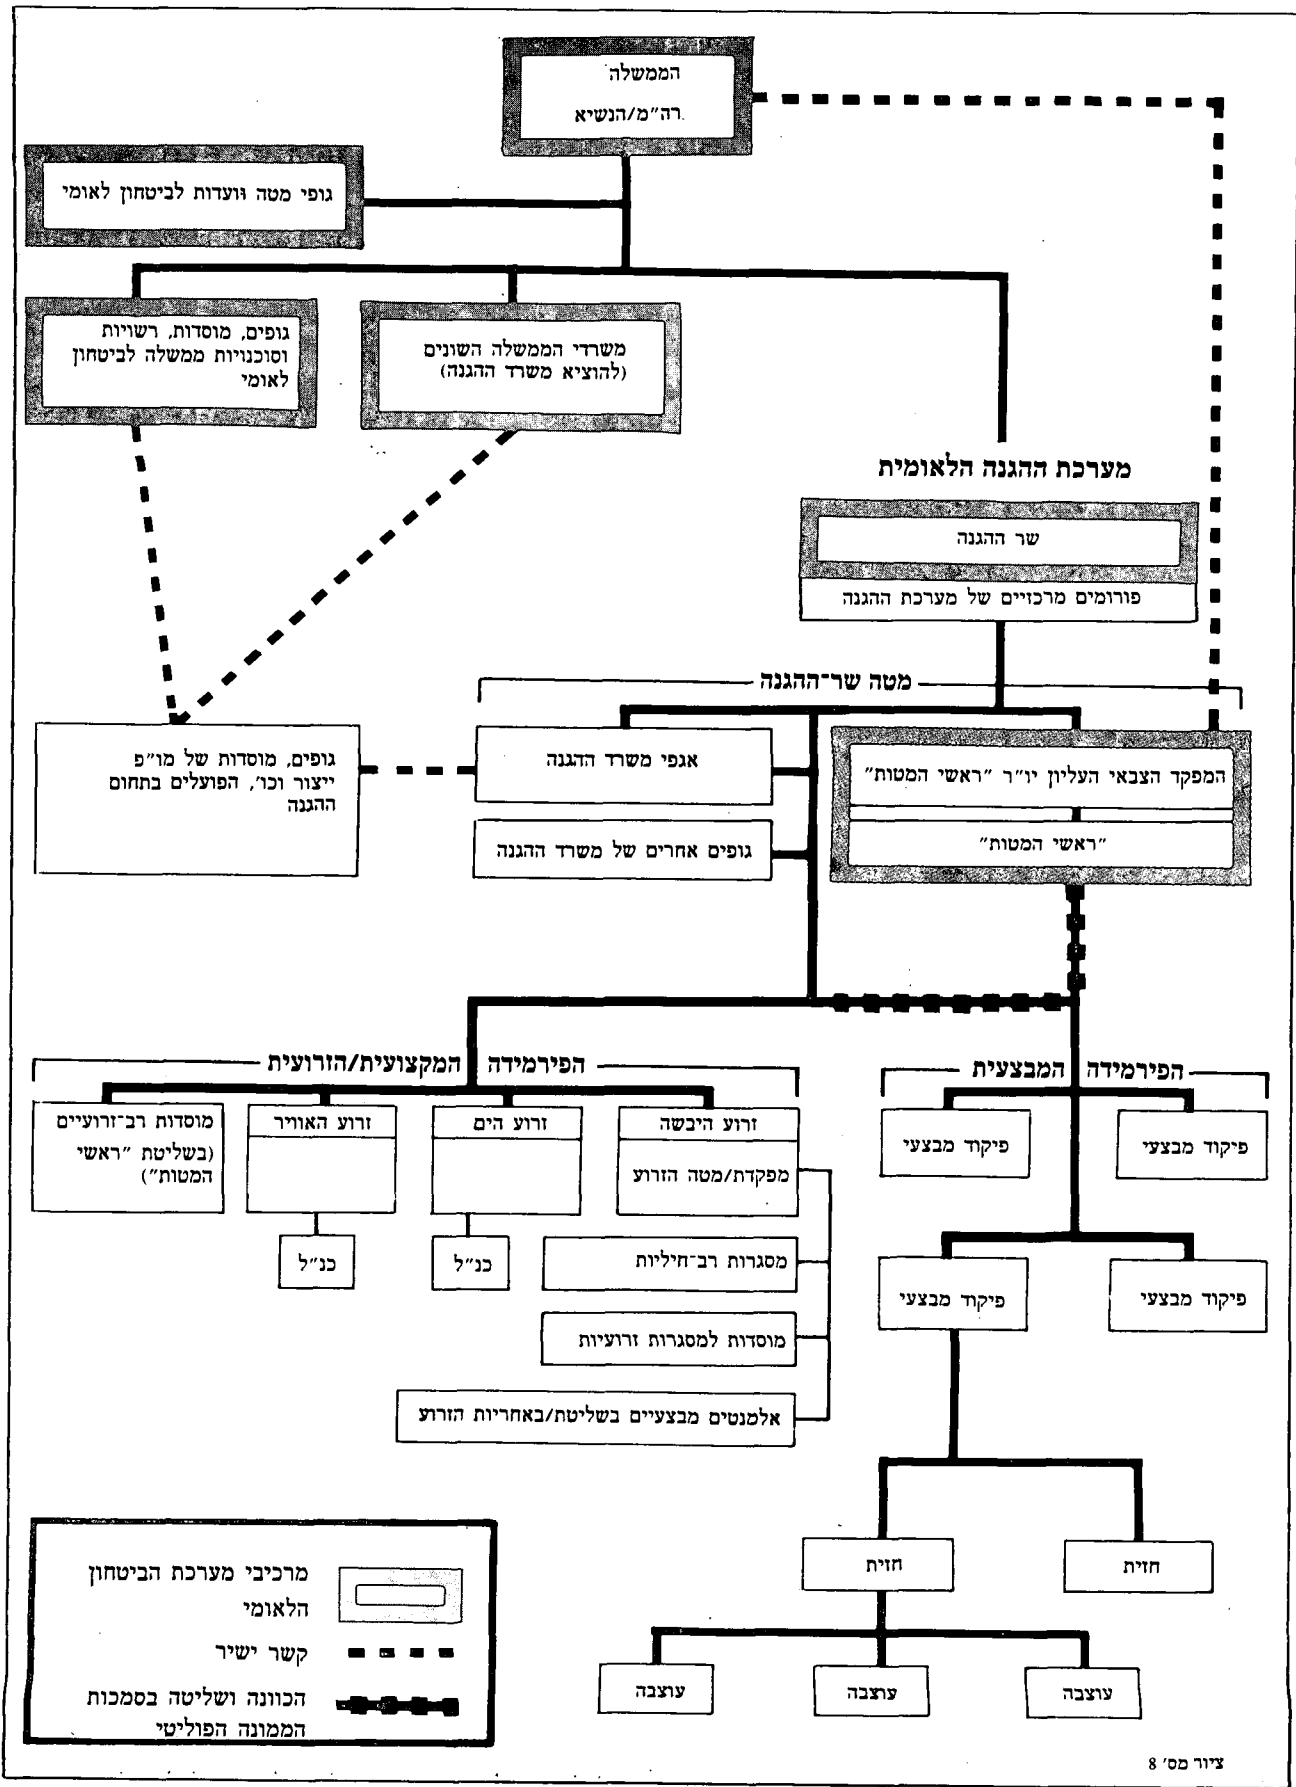 הממשלה
רה"מ/הנשיא
גופי מטה וועדות לביטחון לאומי
גופים, מוסדות, רשויות
וסוכנויות ממשלה לביטחון
לאומי
משרדי הממשלה השונים
(להוציא משרד ההגנה)
מערכת ההגנה הלאומית
שר ההגנה
פורומים מרכזיים של מערכת ההגנה
מטה שר־ההגנה
המפקד הצבאי העליון יו"ר "ראשי המטות"
"ראשי המטות"
אגפי משרד ההגנה
גופים אחרים של משרד ההגנה
גופים, מוסדות של מו"פ
ייצור וכו', הפועלים בתחום
ההגנה
הפירמידה המבצעית
פיקוד מבצעי
פיקוד מבצעי
פיקוד מבצעי
פיקוד מבצעי
הפירמידה המקצועית/הזרועית
זרוע היבשה
מפקדת/מטה הזרוע
זרוע הים
זרוע האוויר
מוסדות רב־זרועיים
(בשליטת "ראשי
המטות")
כנ"ל
כנ"ל
מסגרות רב־חיליות
מוסדות למסגרות זרועיות
אלמנטים מבצעיים בשליטת/באחריות הזרוע
חזית
חזית
עוצבה
עוצבה
עוצבה
מרכיבי מערכת הביטחון
הלאומי
קשר ישיר
הכוונה ושליטה בסמכות
הממונה הפוליטי
ציור מס' 8